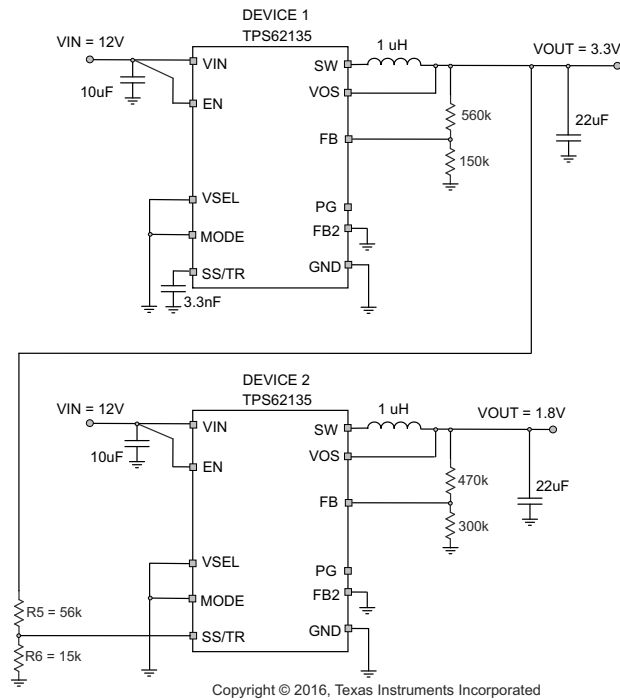 DEVICE 1
TPS62135
VIN = 12V
10uF
VIN
EN
VSEL
MODE
SS/TR
3.3nF
SW
VOS
FB
PG
FB2
GND
1 uH
VOUT = 3.3V
560k
150k
22uF
DEVICE 2
TPS62135
VIN = 12V
10uF
VIN
EN
VSEL
MODE
SS/TR
SW
VOS
FB
PG
FB2
GND
1 uH
VOUT = 1.8V
470k
300k
22uF
R5 = 56k
R6 = 15k
Copyright © 2016, Texas Instruments Incorporated